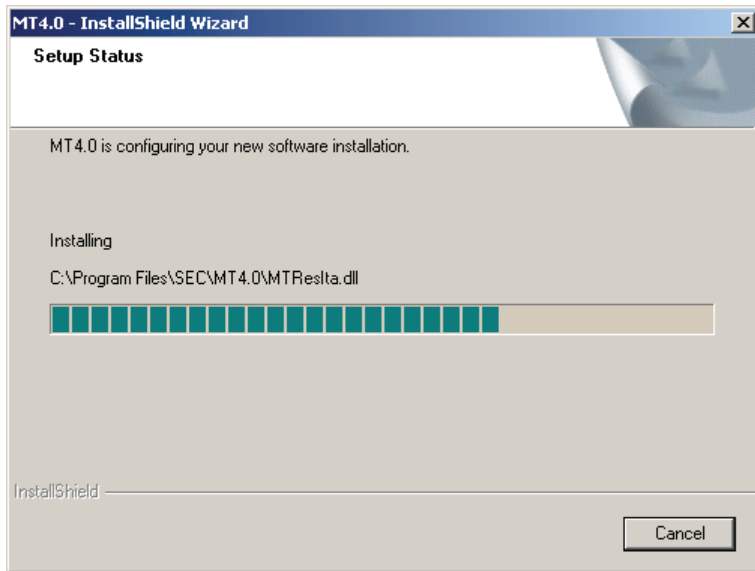 MT4.0 - InstallShield Wizard
Setup Status
MT4.0 is configuring your new software installation.
Installing
C:\Program Files\SEC\MT4.0\MTResIta.dll
InstallShield
Cancel